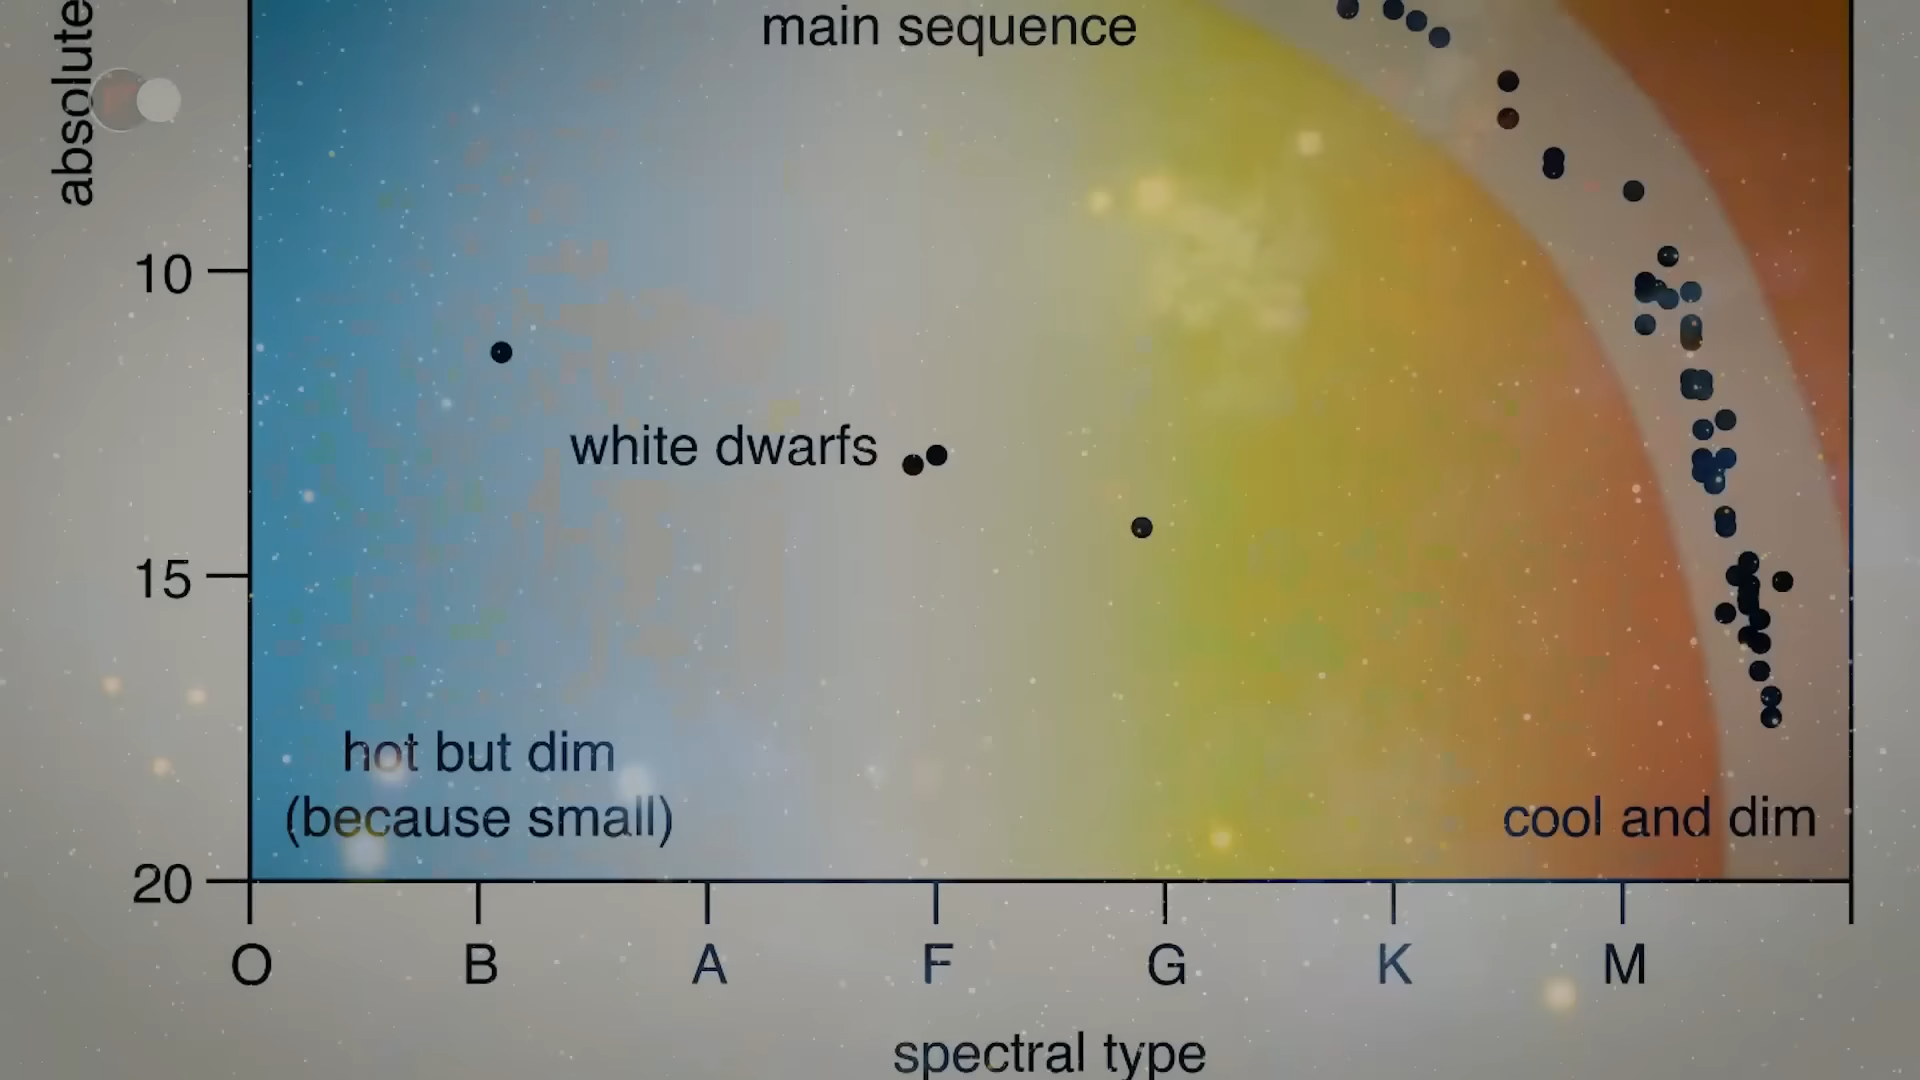 main sequence
absolute
10
white dwarfs
15
hot but dim
(because small)
cool and dim
20
O B A F G K M
spectral type